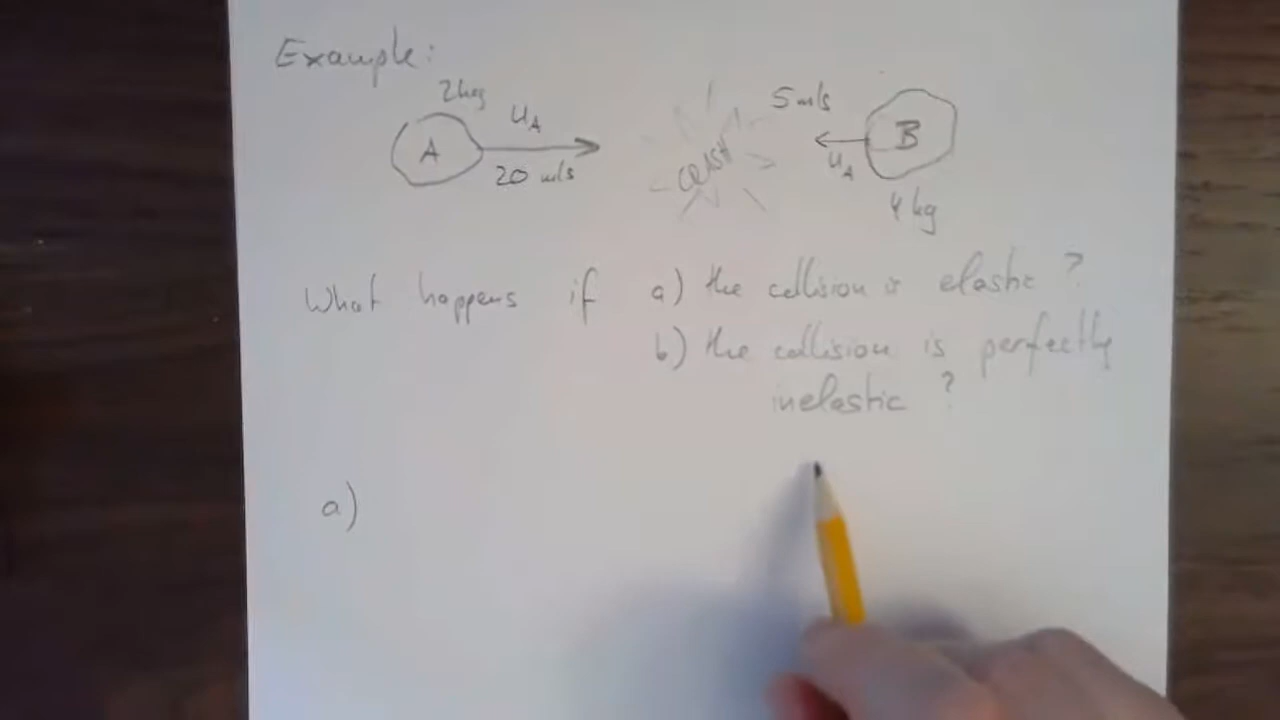 Example:
2kg
A
u_A
20 m/s
CRASH
5 m/s
u_A
B
4 kg
What happens if a) the collision is elastic ?
b) the collision is perfectly
inelastic ?
a)